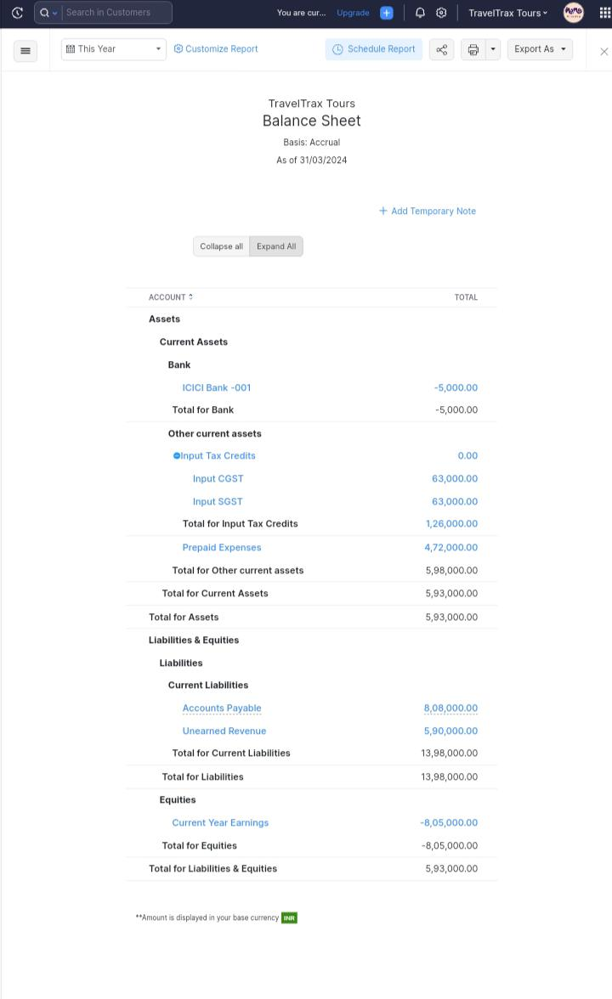 Search in Customers
You are cur... Upgrade
TravelTrax Tours
This Year
Customize Report
Schedule Report
Export As
TravelTrax Tours
Balance Sheet
Basis: Accrual
As of 31/03/2024
+ Add Temporary Note
Collapse all Expand All
ACCOUNT TOTAL
Assets
Current Assets
Bank
ICICI Bank -001 -5,000.00
Total for Bank -5,000.00
Other current assets
Input Tax Credits 0.00
Input CGST 63,000.00
Input SGST 63,000.00
Total for Input Tax Credits 1,26,000.00
Prepaid Expenses 4,72,000.00
Total for Other current assets 5,98,000.00
Total for Current Assets 5,93,000.00
Total for Assets 5,93,000.00
Liabilities & Equities
Liabilities
Current Liabilities
Accounts Payable 8,08,000.00
Unearned Revenue 5,90,000.00
Total for Current Liabilities 13,98,000.00
Total for Liabilities 13,98,000.00
Equities
Current Year Earnings -8,05,000.00
Total for Equities -8,05,000.00
Total for Liabilities & Equities 5,93,000.00
**Amount is displayed in your base currency INR